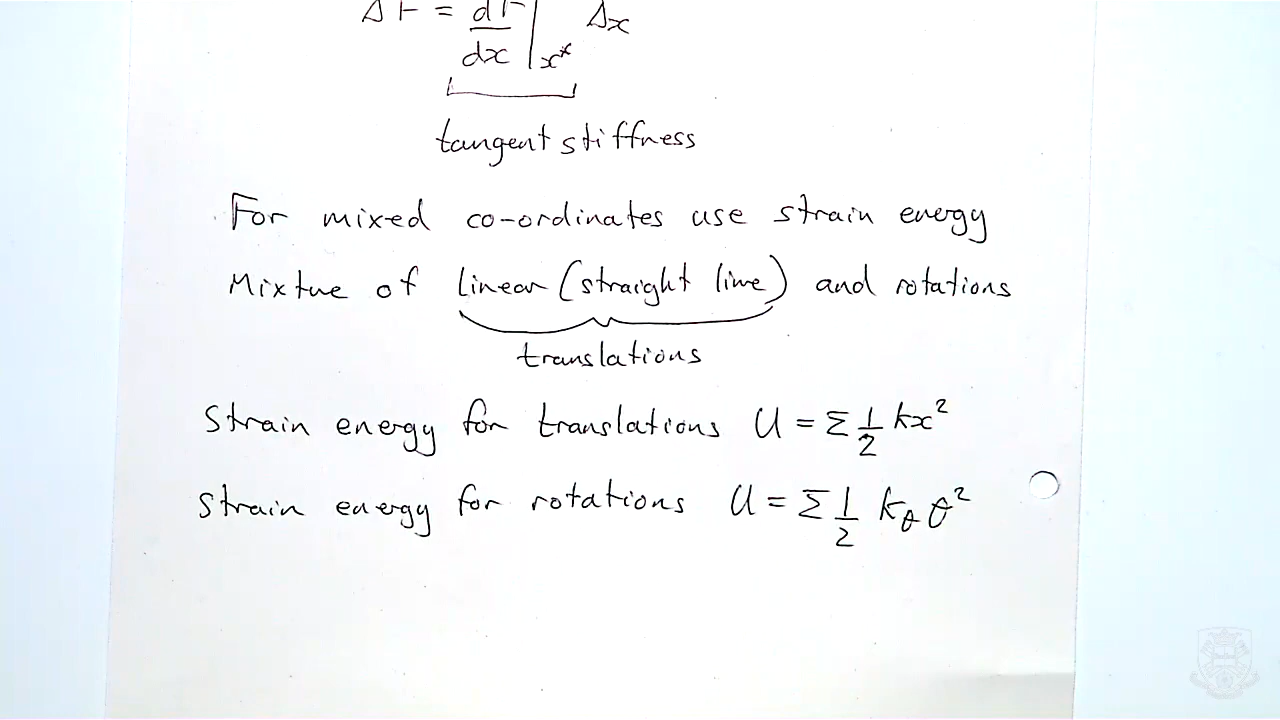 ΔF = dF/dx |x* Δx
tangent stiffness
For mixed co-ordinates use strain energy
Mixture of linear (straight line) and rotations
translations
Strain energy for translations U = Σ 1/2 kx²
Strain energy for rotations U = Σ 1/2 kθ θ²